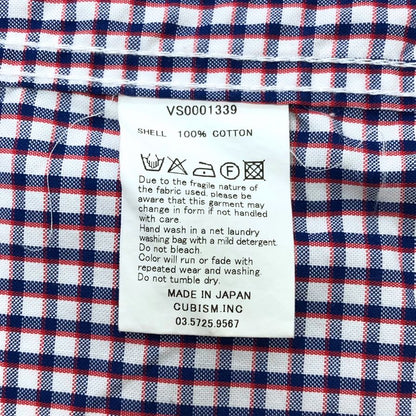 VS0001339
SHELL 100% COTTON
F
Due to the fragile nature of
the fabric used, please be
aware that this garment may
change in form if not handled
with care.
Hand wash in a net laundry
washing bag with a mild detergent.
Do not bleach.
Color will run or fade with
repeated wear and washing.
Do not tumble dry.
MADE IN JAPAN
CUBISM.INC
03.5725.9567